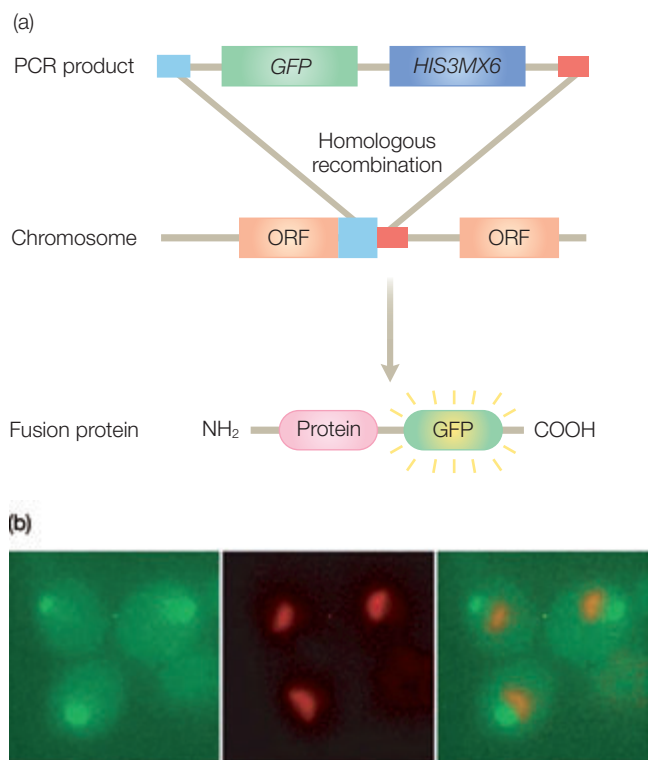 (a)
PCR product
GFP
HIS3MX6
Homologous
recombination
Chromosome
ORF
ORF
Fusion protein
NH₂
Protein
GFP
COOH
(b)